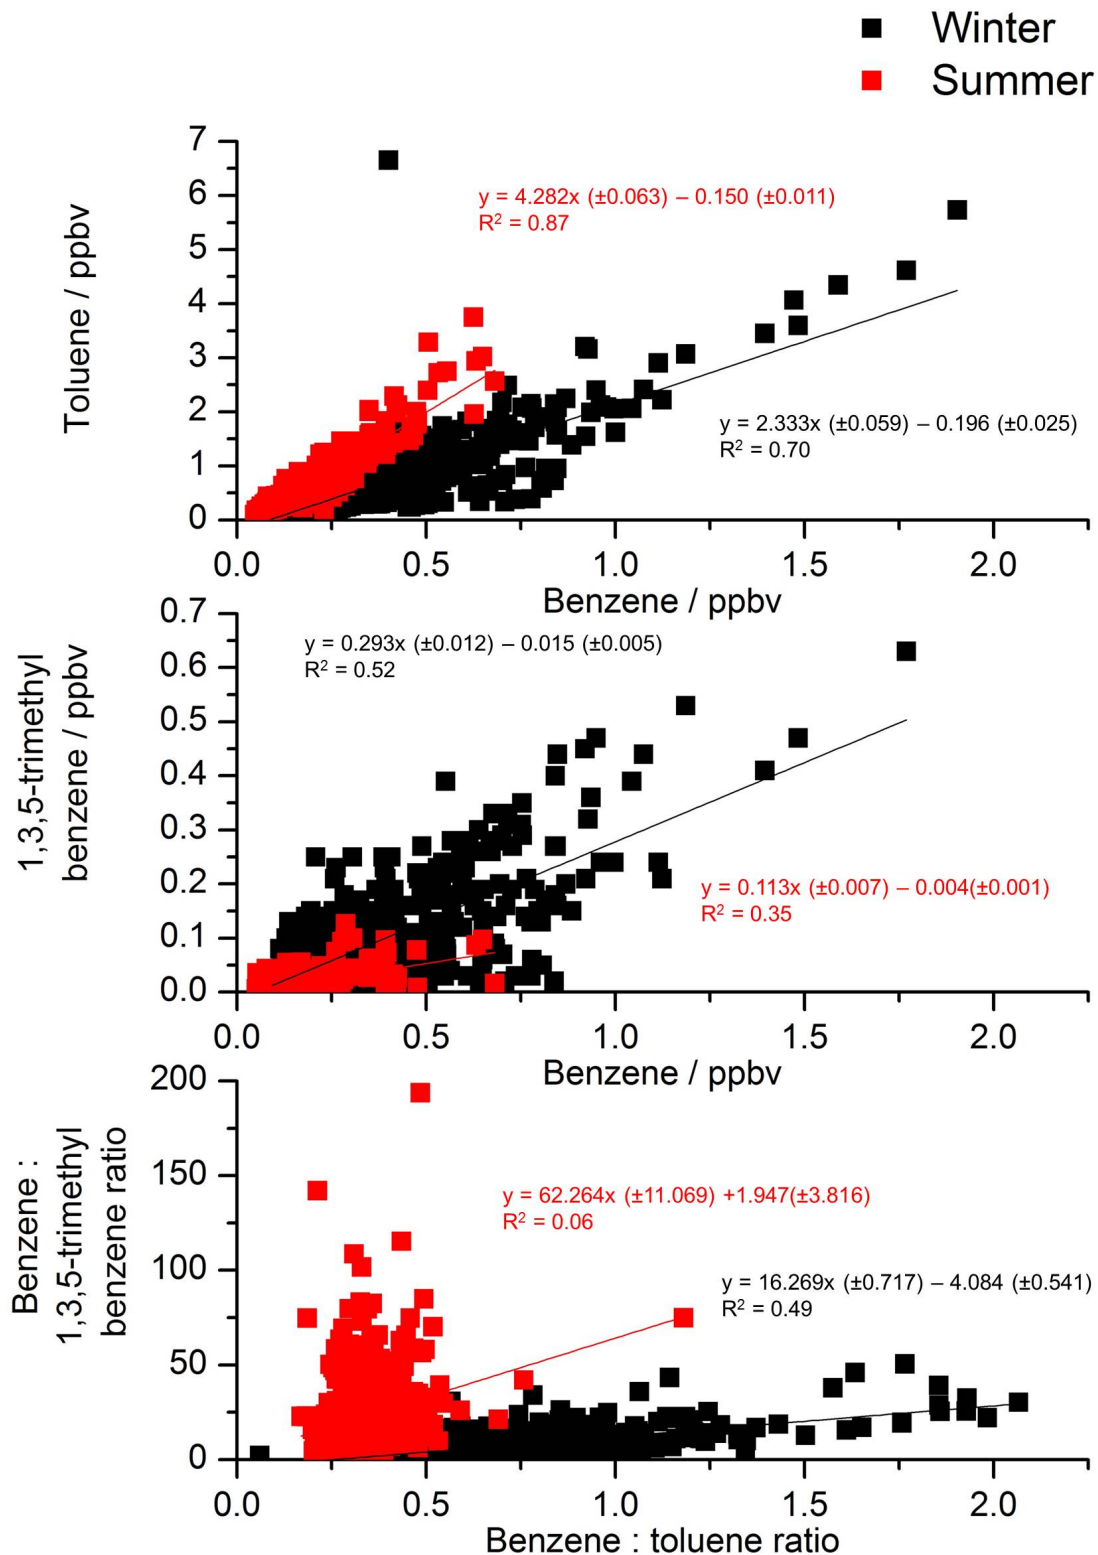 Winter
Summer
7
6
5
4
3
2
1
0
Toluene / ppbv
y = 4.282x (±0.063) – 0.150 (±0.011)
R² = 0.87
y = 2.333x (±0.059) – 0.196 (±0.025)
R² = 0.70
0.0 0.5 1.0 1.5 2.0
Benzene / ppbv
0.7
0.6
0.5
0.4
0.3
0.2
0.1
0.0
1,3,5-trimethyl
benzene / ppbv
y = 0.293x (±0.012) – 0.015 (±0.005)
R² = 0.52
y = 0.113x (±0.007) – 0.004(±0.001)
R² = 0.35
0.0 0.5 1.0 1.5 2.0
Benzene / ppbv
200
150
100
50
0
Benzene :
1,3,5-trimethyl
benzene ratio
y = 62.264x (±11.069) +1.947(±3.816)
R² = 0.06
y = 16.269x (±0.717) – 4.084 (±0.541)
R² = 0.49
0.0 0.5 1.0 1.5 2.0
Benzene : toluene ratio